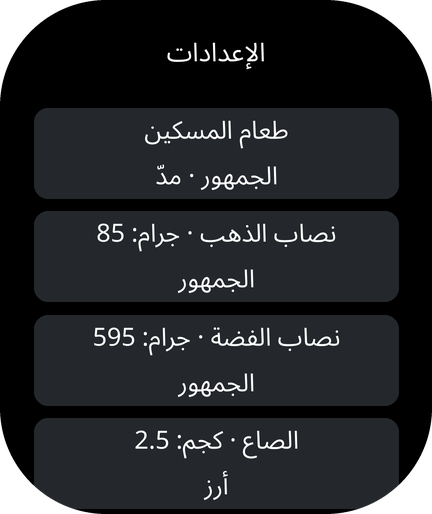 الإعدادات
طعام المسكين
الجمهور · مدّ
نصاب الذهب · جرام: 85
الجمهور
نصاب الفضة · جرام: 595
الجمهور
الصاع · كجم: 2.5
أرز